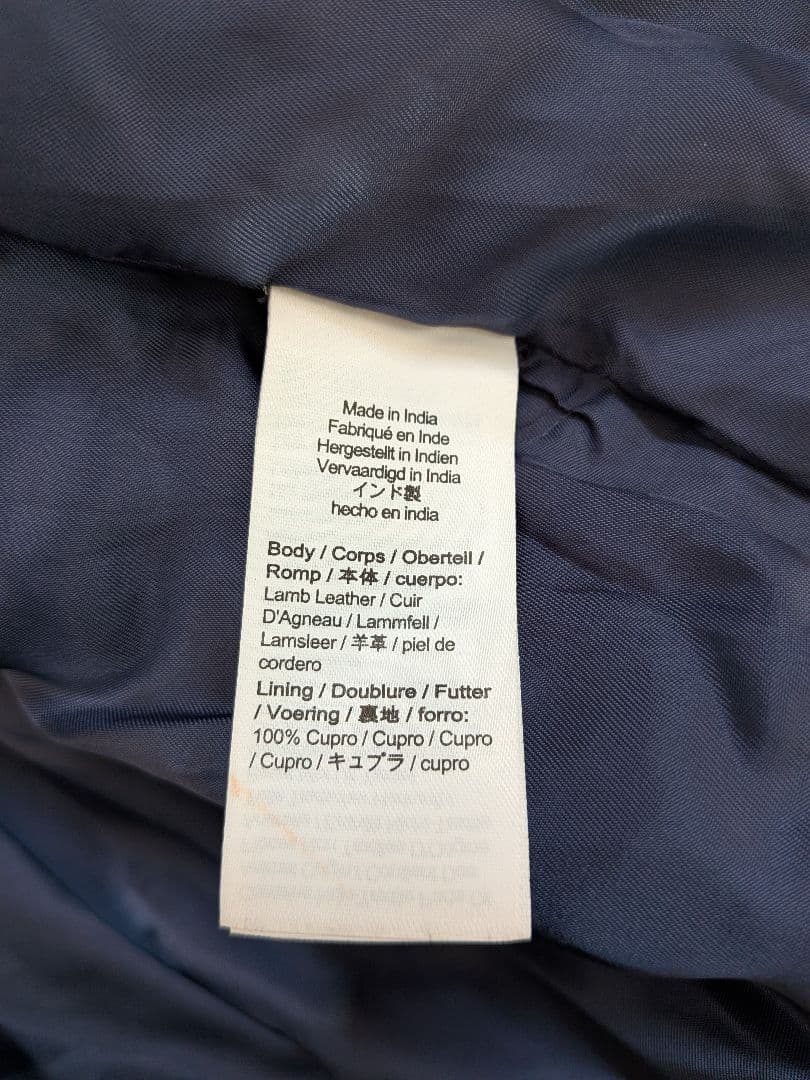 Made in India
Fabriqué en Inde
Hergestellt in Indien
Vervaardigd in India
インド製
hecho en india
Body / Corps / Oberteil /
Romp / 本体 / cuerpo:
Lamb Leather / Cuir
D'Agneau / Lammfell /
Lamsleer / 羊革 / piel de
cordero
Lining / Doublure / Futter
/ Voering / 裏地 / forro:
100% Cupro / Cupro / Cupro
/ Cupro / キュプラ / cupro